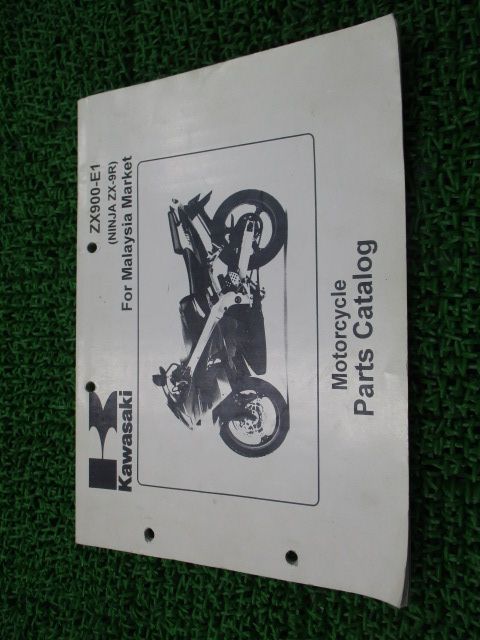 Kawasaki
ZX900-E1
(NINJA ZX-9R)
For Malaysia Market
Motorcycle
Parts Catalog